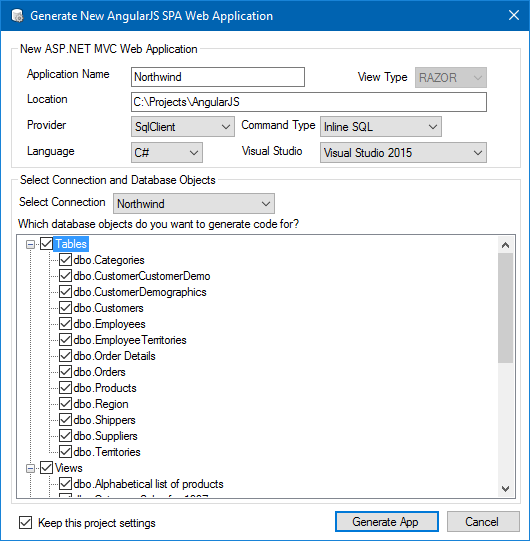 Generate New AngularJS SPA Web Application
New ASP.NET MVC Web Application
Application Name Northwind View Type RAZOR
Location C:\Projects\AngularJS
Provider SqlClient Command Type Inline SQL
Language C# Visual Studio Visual Studio 2015
Select Connection and Database Objects
Select Connection Northwind
Which database objects do you want to generate code for?
Tables
dbo.Categories
dbo.CustomerCustomerDemo
dbo.CustomerDemographics
dbo.Customers
dbo.Employees
dbo.EmployeeTerritories
dbo.Order Details
dbo.Orders
dbo.Products
dbo.Region
dbo.Shippers
dbo.Suppliers
dbo.Territories
Views
dbo.Alphabetical list of products
Keep this project settings Generate App Cancel